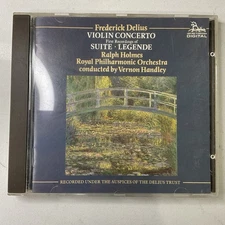 Frederick Delius
VIOLIN CONCERTO
First Recordings of
SUITE · LEGENDE
Ralph Holmes
Royal Philharmonic Orchestra
conducted by Vernon Handley
DIGITAL
RECORDED UNDER THE AUSPICES OF THE DELIUS TRUST